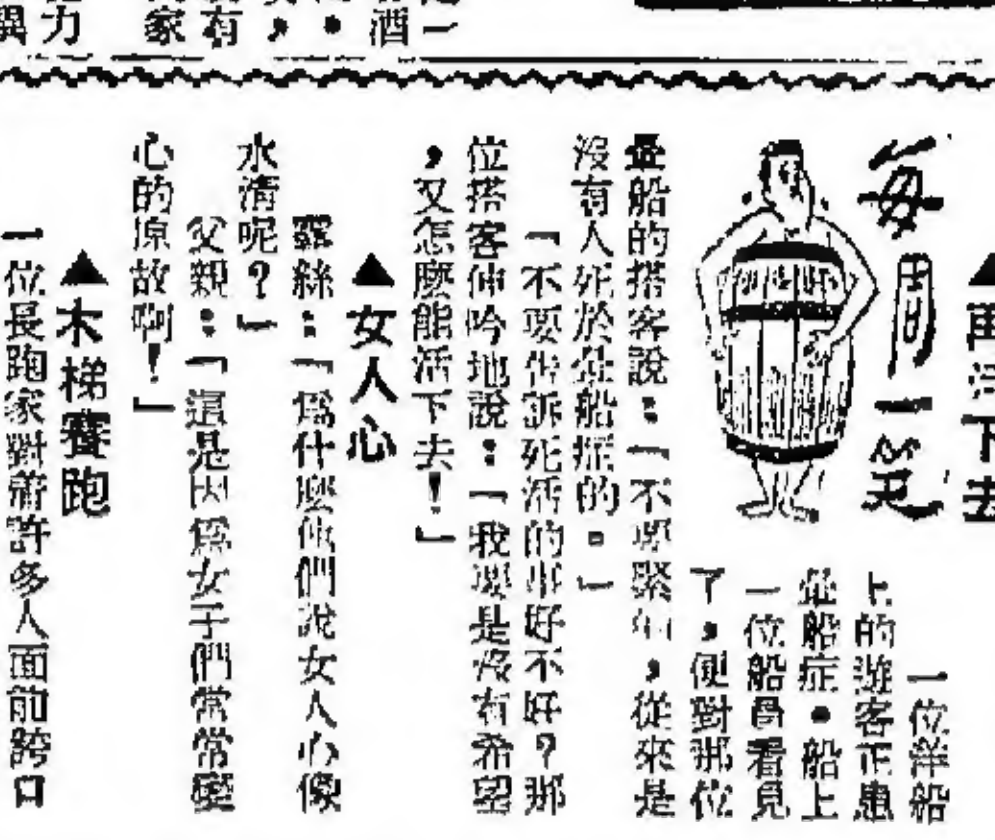 每周一笑
▲再活下去
一位洋船
上的遊客正患
暈船症•船上
一位船員看見
了，便對那位
暈船的搭客說：「不要緊的，從來是
沒有人死於暈船症的。」
「不要告訴死活的事好不好？那
位搭客伸吟地說：「我要是沒有希望
，又怎麼能活下去！」
▲女人心
露絲：「爲什麼他們說女人心像
水清呢？」
父親：「這是因爲女子們常常變
心的原故啊！」
▲木梯賽跑
一位長跑家對着許多人面前誇口